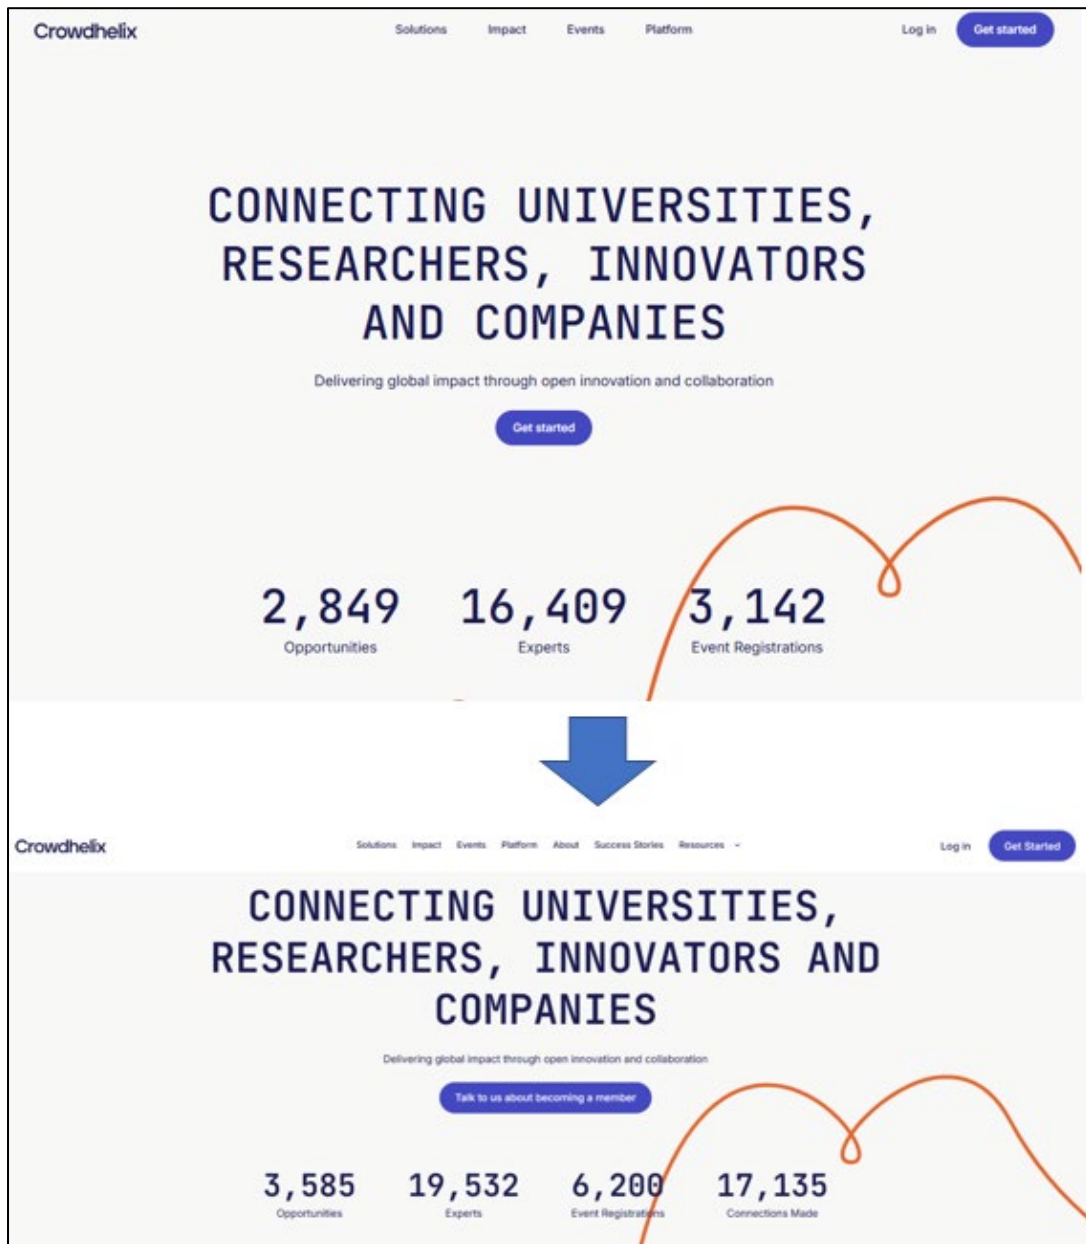 Crowdhelix Solutions Impact Events Platform Log in Get started
CONNECTING UNIVERSITIES,
RESEARCHERS, INNOVATORS
AND COMPANIES
Delivering global impact through open innovation and collaboration
Get started
2,849 16,409 3,142
Opportunities Experts Event Registrations
Crowdhelix Solutions Impact Events Platform About Success Stories Resources Log in Get Started
CONNECTING UNIVERSITIES,
RESEARCHERS, INNOVATORS AND
COMPANIES
Delivering global impact through open innovation and collaboration
Talk to us about becoming a member
3,585 19,532 6,200 17,135
Opportunities Experts Event Registrations Connections Made